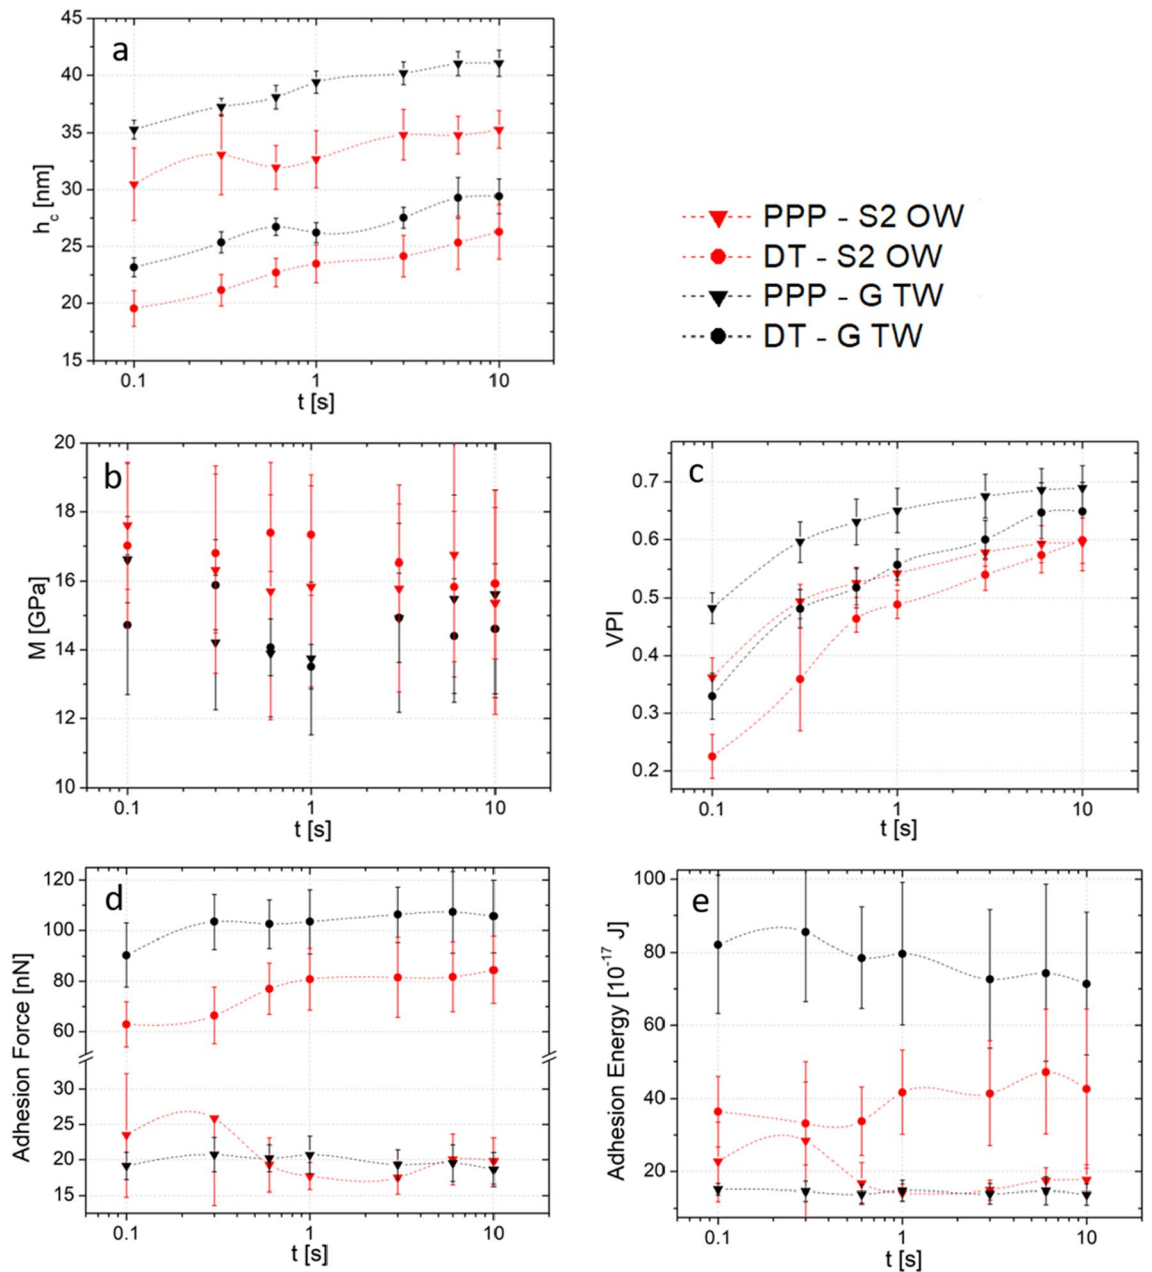 a
45
40
35
30
25
20
15
h_c [nm]
0.1 1 10
t [s]
PPP - S2 OW
DT - S2 OW
PPP - G TW
DT - G TW
b
20
18
16
14
12
10
M [GPa]
0.1 1 10
t [s]
c
0.7
0.6
0.5
0.4
0.3
0.2
VPI
0.1 1 10
t [s]
d
120
100
80
60
30
25
20
15
Adhesion Force [nN]
0.1 1 10
t [s]
e
100
80
60
40
20
Adhesion Energy [10⁻¹⁷ J]
0.1 1 10
t [s]